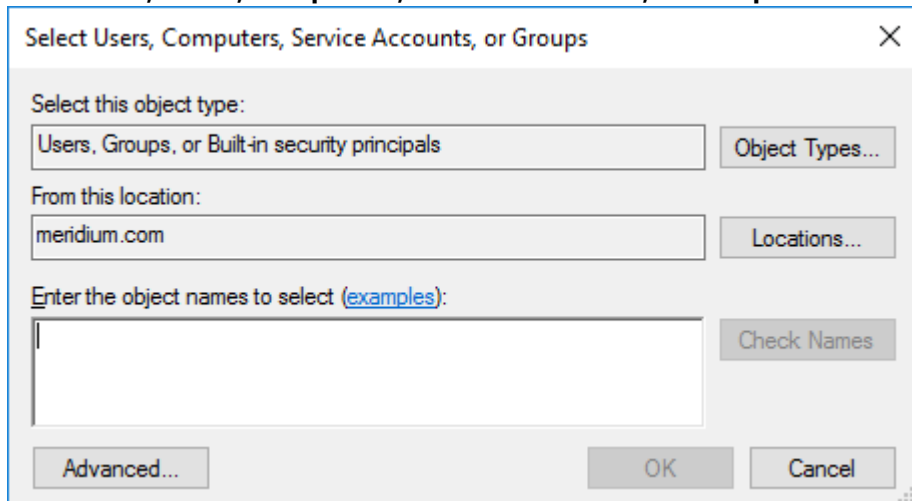 Select Users, Computers, Service Accounts, or Groups
Select this object type:
Users, Groups, or Built-in security principals
Object Types...
From this location:
meridium.com
Locations...
Enter the object names to select (examples):
Check Names
Advanced...
OK
Cancel